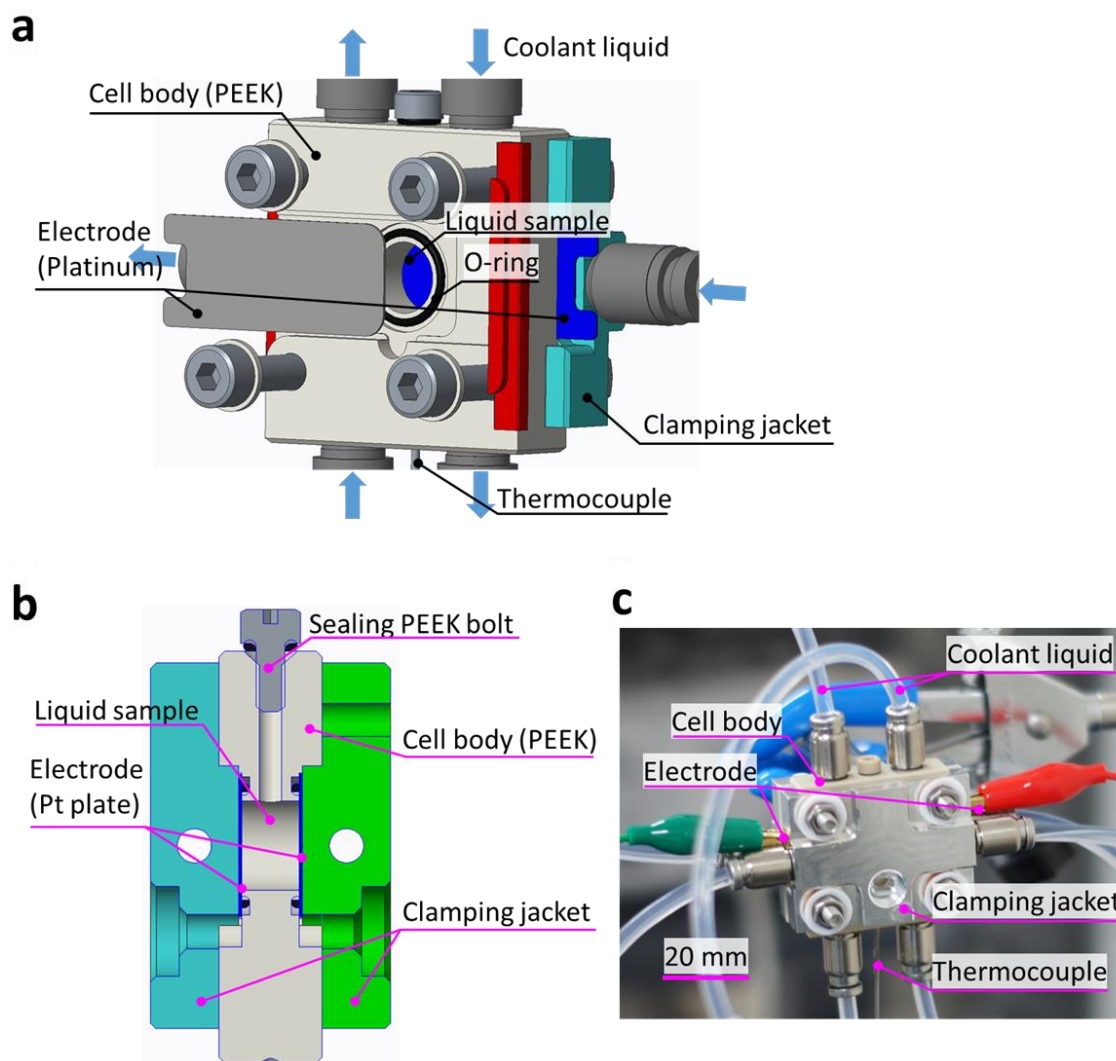 a
Coolant liquid
Cell body (PEEK)
Liquid sample
Electrode
(Platinum)
O-ring
Clamping jacket
Thermocouple
b
Sealing PEEK bolt
Liquid sample
Cell body (PEEK)
Electrode
(Pt plate)
Clamping jacket
c
Coolant liquid
Cell body
Electrode
Clamping jacket
20 mm
Thermocouple